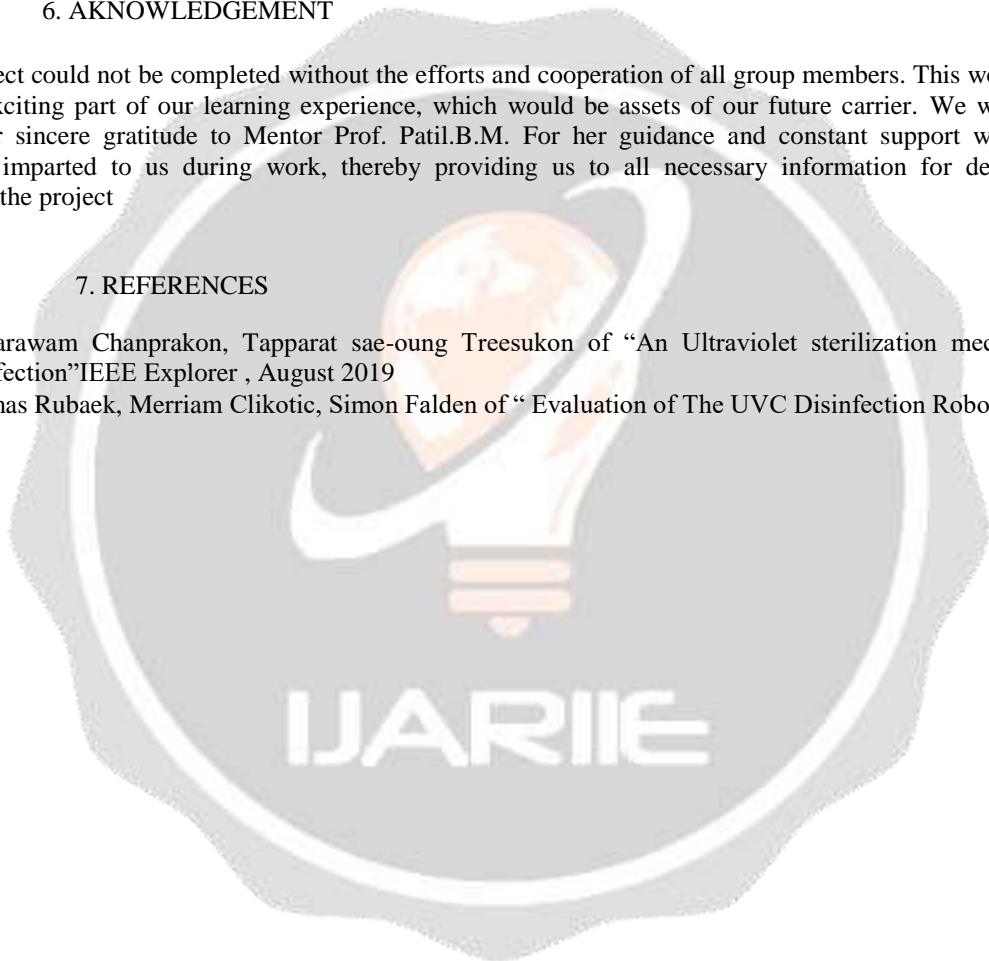 6. AKNOWLEDGEMENT
ect could not be completed without the efforts and cooperation of all group members. This wo
xciting part of our learning experience, which would be assets of our future carrier. We w
r sincere gratitude to Mentor Prof. Patil.B.M. For her guidance and constant support w
imparted to us during work, thereby providing us to all necessary information for de
the project
7. REFERENCES
arawam Chanprakon, Tapparat sae-oung Treesukon of “An Ultraviolet sterilization mec
fection”IEEE Explorer , August 2019
nas Rubaek, Merriam Clikotic, Simon Falden of “ Evaluation of The UVC Disinfection Robo
IJARIIE